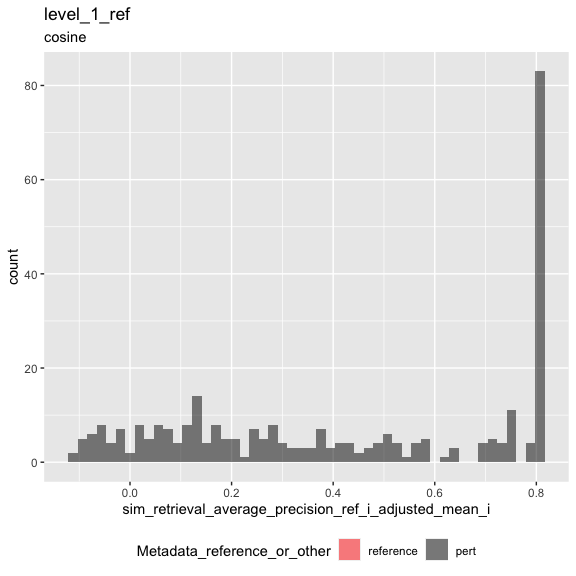 level_1_ref
cosine
80
60
40
20
0
count
0.0 0.2 0.4 0.6 0.8
sim_retrieval_average_precision_ref_i_adjusted_mean_i
Metadata_reference_or_other reference pert